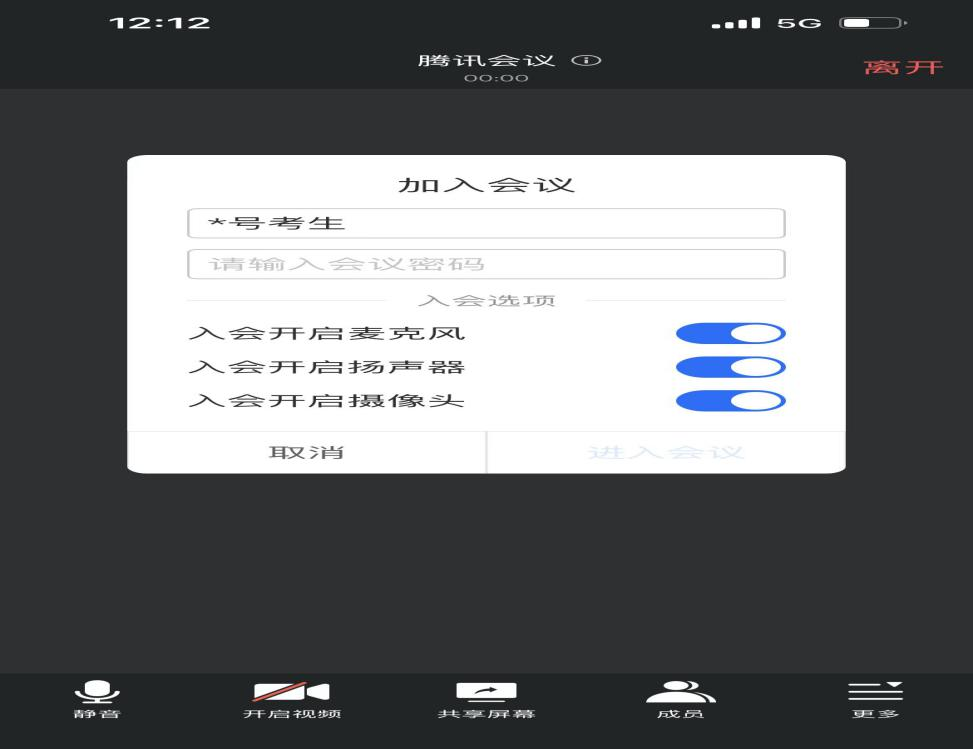 12:12 5G
腾讯会议
00:00
离开
加入会议
*号考生
请输入会议密码
入会选项
入会开启麦克风
入会开启扬声器
入会开启摄像头
取消 进入会议
静音 开启视频 共享屏幕 成员 更多